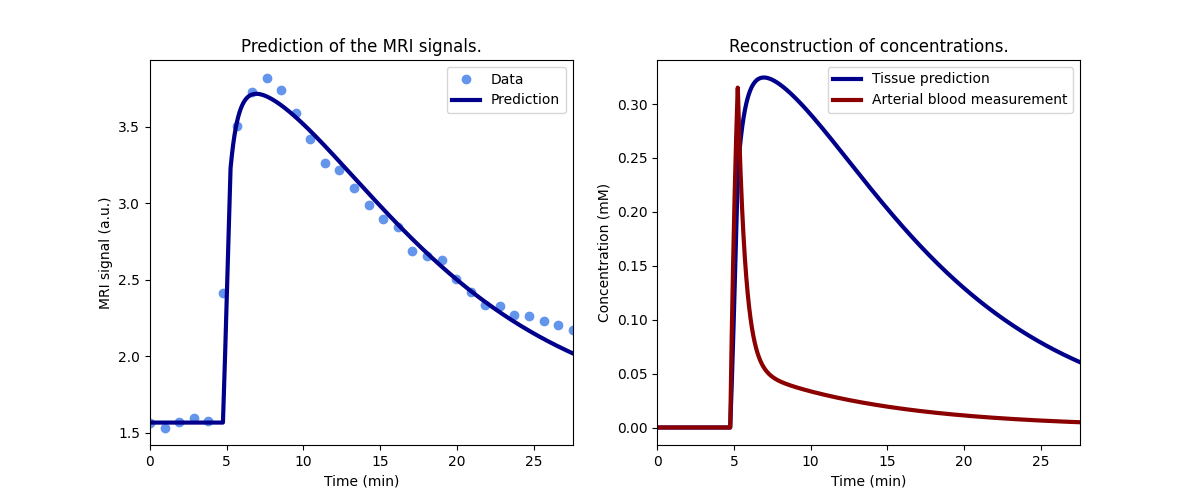 Prediction of the MRI signals.
MRI signal (a.u.)
3.5
3.0
2.5
2.0
1.5
0 5 10 15 20 25
Time (min)
Data
Prediction
Reconstruction of concentrations.
Concentration (mM)
0.30
0.25
0.20
0.15
0.10
0.05
0.00
0 5 10 15 20 25
Time (min)
Tissue prediction
Arterial blood measurement